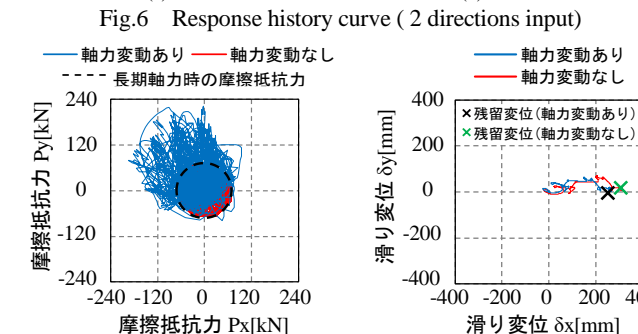 Fig.6 Response history curve ( 2 directions input)
軸力変動あり 軸力変動なし
長期軸力時の摩擦抵抗力
240
120
0
-120
-240
-240 -120 0 120 240
摩擦抵抗力 Py[kN]
摩擦抵抗力 Px[kN]
軸力変動あり
軸力変動なし
残留変位(軸力変動あり)
残留変位(軸力変動なし)
400
200
0
-200
-400
-400 -200 0 200
滑り変位 δy[mm]
滑り変位 δx[mm]